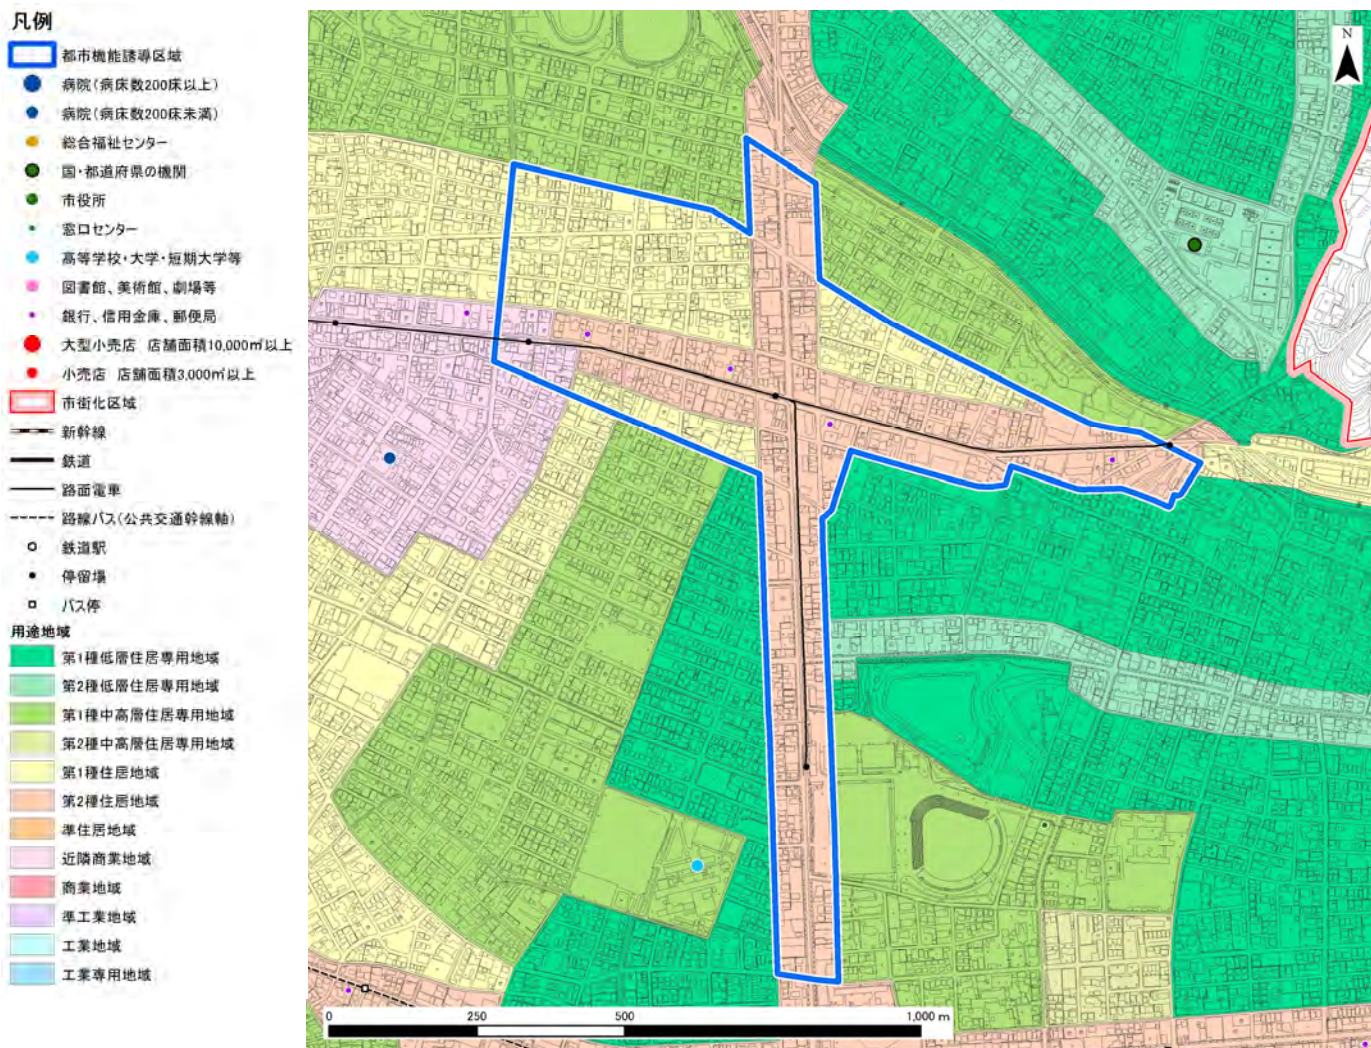 凡例
都市機能誘導区域
病院（病床数200床以上）
病院（病床数200床未満）
総合福祉センター
国・都道府県の機関
市役所
窓口センター
高等学校・大学・短期大学等
図書館、美術館、劇場等
銀行、信用金庫、郵便局
大型小売店 店舗面積10,000㎡以上
小売店 店舗面積3,000㎡以上
市街化区域
新幹線
鉄道
路面電車
路線バス（公共交通幹線軸）
鉄道駅
停留場
バス停
用途地域
第1種低層住居専用地域
第2種低層住居専用地域
第1種中高層住居専用地域
第2種中高層住居専用地域
第1種住居地域
第2種住居地域
準住居地域
近隣商業地域
商業地域
準工業地域
工業地域
工業専用地域
N
0 250 500 1,000 m